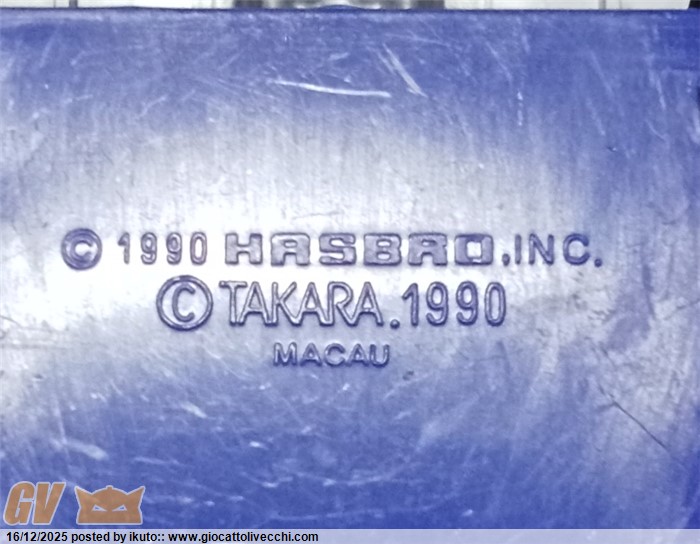 © 1990 HASBRO, INC.
© TAKARA. 1990
MACAU
GV
16/12/2025 posted by ikuto:: www.giocattolivecchi.com